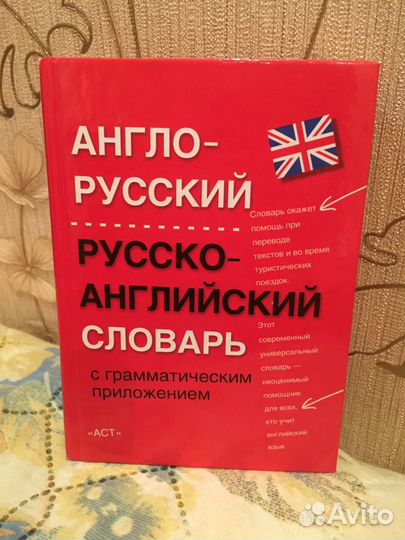 АНГЛО-
РУССКИЙ
РУССКО-
АНГЛИЙСКИЙ
СЛОВАРЬ
с грамматическим
приложением
«АСТ»
Словарь окажет
помощь при
переводе
текстов и во время
туристических
поездок.
Этот
современный
универсальный
словарь —
неоценимый
помощник
для всех,
кто учит
английский
язык.
Avito